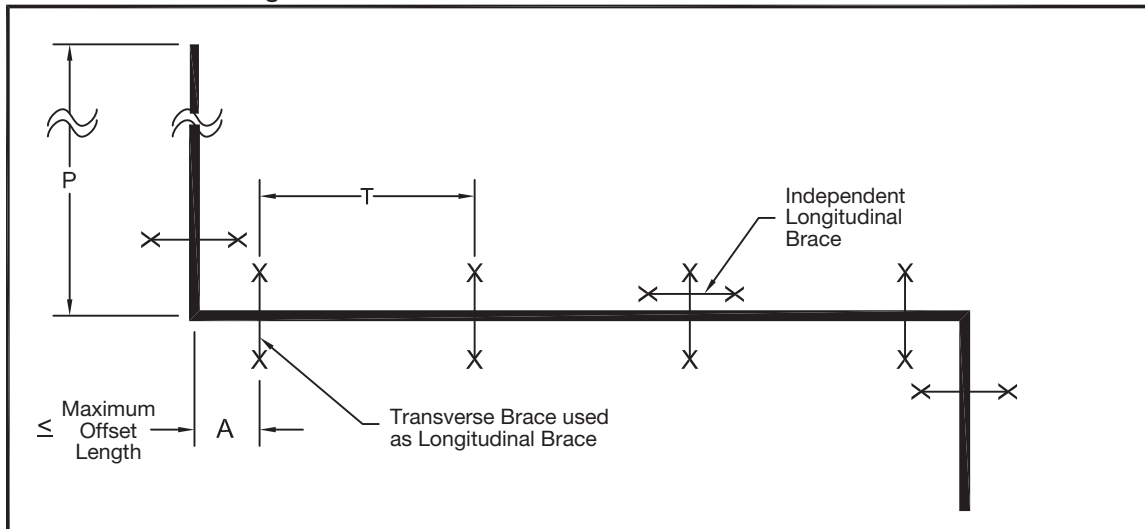 P
T
Independent
Longitudinal
Brace
X X X X
X X X X
≤ Maximum
Offset
Length
A
Transverse Brace used
as Longitudinal Brace